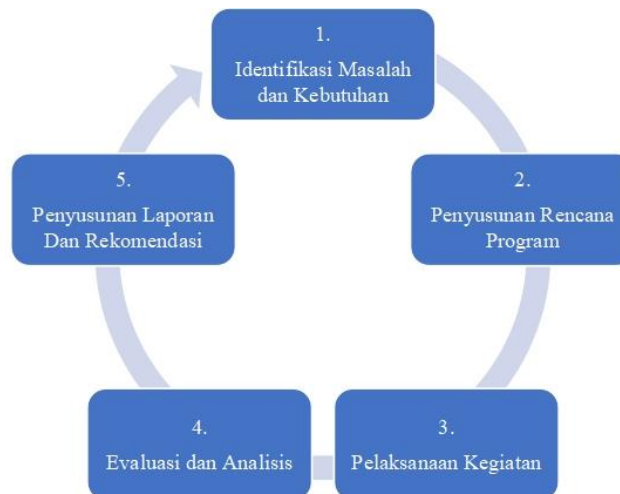 1.
Identifikasi Masalah
dan Kebutuhan
2.
Penyusunan Rencana
Program
3.
Pelaksanaan Kegiatan
4.
Evaluasi dan Analisis
5.
Penyusunan Laporan
Dan Rekomendasi